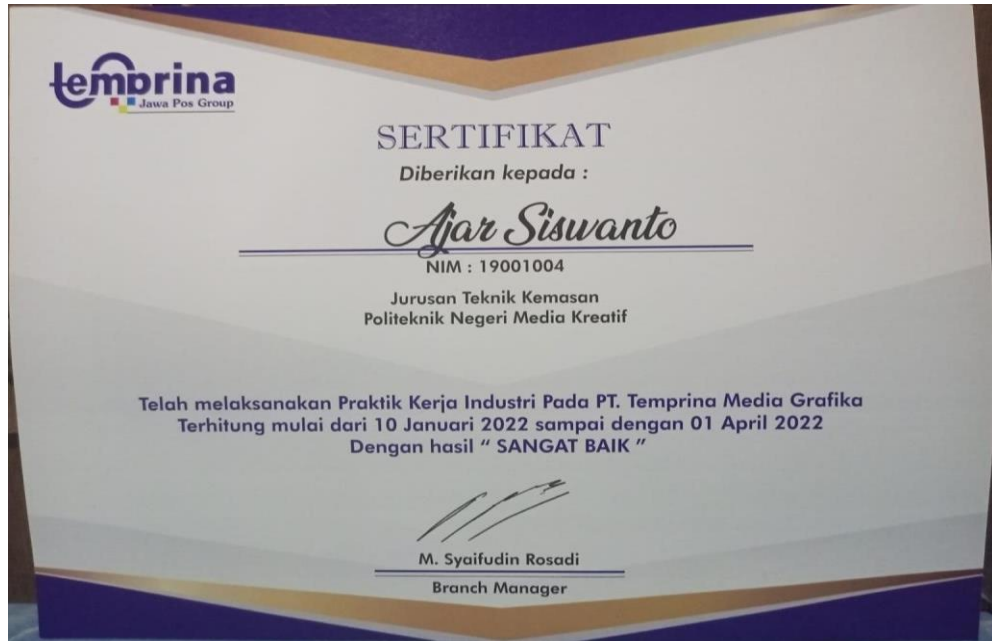 temprina
Jawa Pos Group
SERTIFIKAT
Diberikan kepada :
Ajar Siswanto
NIM : 19001004
Jurusan Teknik Kemasan
Politeknik Negeri Media Kreatif
Telah melaksanakan Praktik Kerja Industri Pada PT. Temprina Media Grafika
Terhitung mulai dari 10 Januari 2022 sampai dengan 01 April 2022
Dengan hasil “ SANGAT BAIK ”
M. Syaifudin Rosadi
Branch Manager